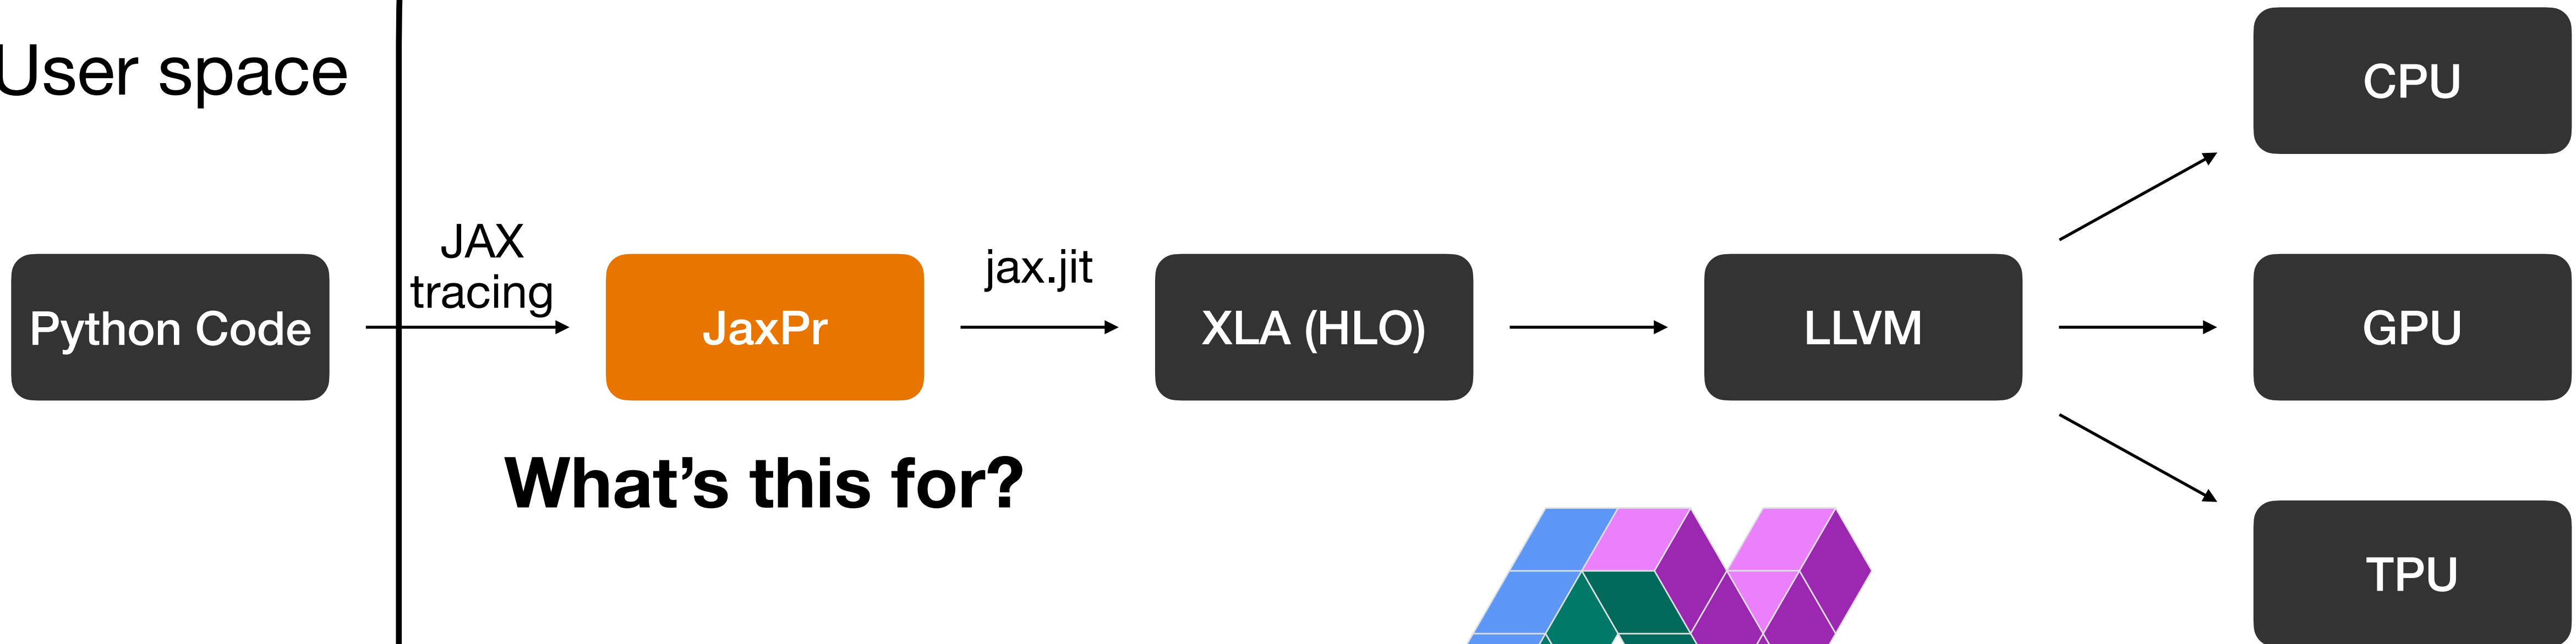 User space
CPU
JAX
tracing
jax.jit
Python Code
JaxPr
XLA (HLO)
LLVM
GPU
What's this for?
TPU